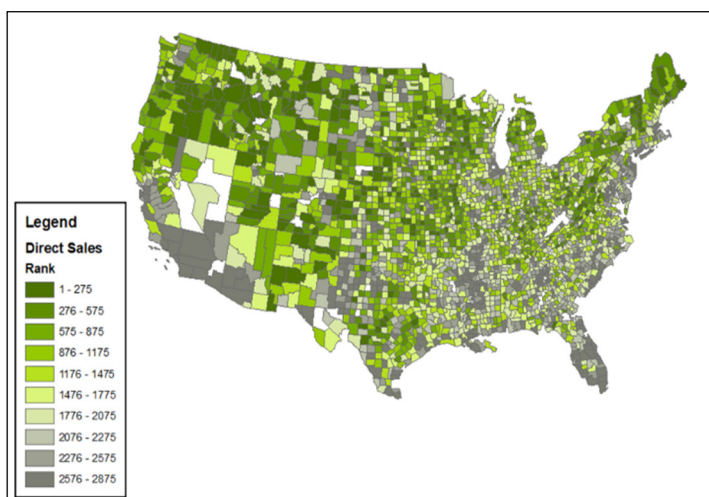 Legend
Direct Sales
Rank
1 - 275
276 - 575
575 - 875
876 - 1175
1176 - 1475
1476 - 1775
1776 - 2075
2076 - 2275
2276 - 2575
2576 - 2875